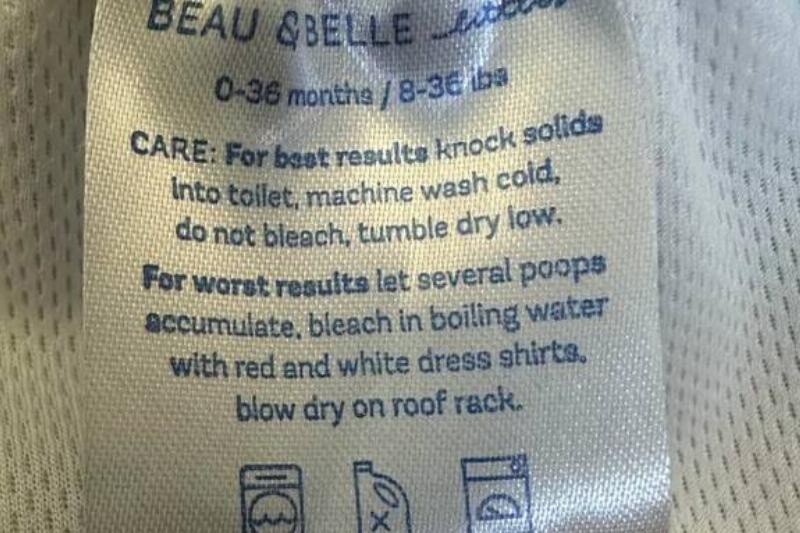 BEAU &BELLE Littles
0-36 months / 8-36 lbs
CARE: For best results knock solids
into toilet, machine wash cold,
do not bleach, tumble dry low.
For worst results let several poops
accumulate, bleach in boiling water
with red and white dress shirts,
blow dry on roof rack.